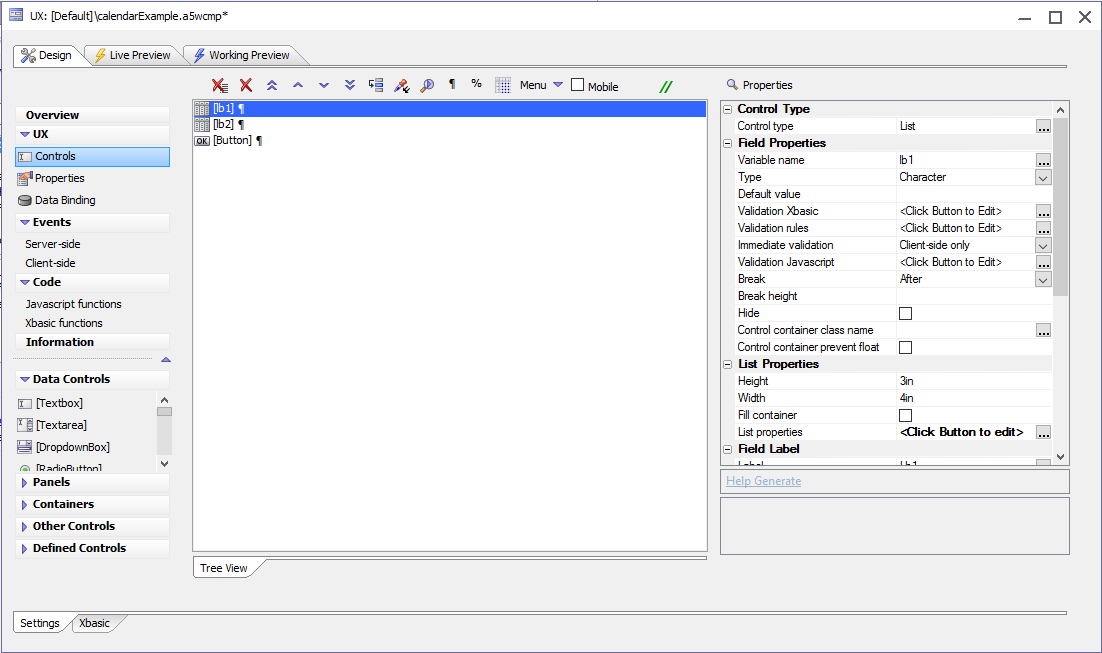 UX: [Default]\calendarExample.a5wcmp*
Design
Live Preview
Working Preview
¶
%
Menu
Mobile
Properties
Overview
UX
Controls
Properties
Data Binding
Events
Server-side
Client-side
Code
Javascript functions
Xbasic functions
Information
Data Controls
[Textbox]
[Textarea]
[DropdownBox]
[RadioButton]
Panels
Containers
Other Controls
Defined Controls
[lb1] ¶
[lb2] ¶
OK [Button] ¶
Tree View
Control Type
Control type List ...
Field Properties
Variable name lb1 ...
Type Character
Default value
Validation Xbasic <Click Button to Edit> ...
Validation rules <Click Button to Edit> ...
Immediate validation Client-side only
Validation Javascript <Click Button to Edit> ...
Break After
Break height
Hide
Control container class name ...
Control container prevent float
List Properties
Height 3in
Width 4in
Fill container
List properties <Click Button to edit> ...
Field Label
Label Lb1
Help Generate
Settings
Xbasic